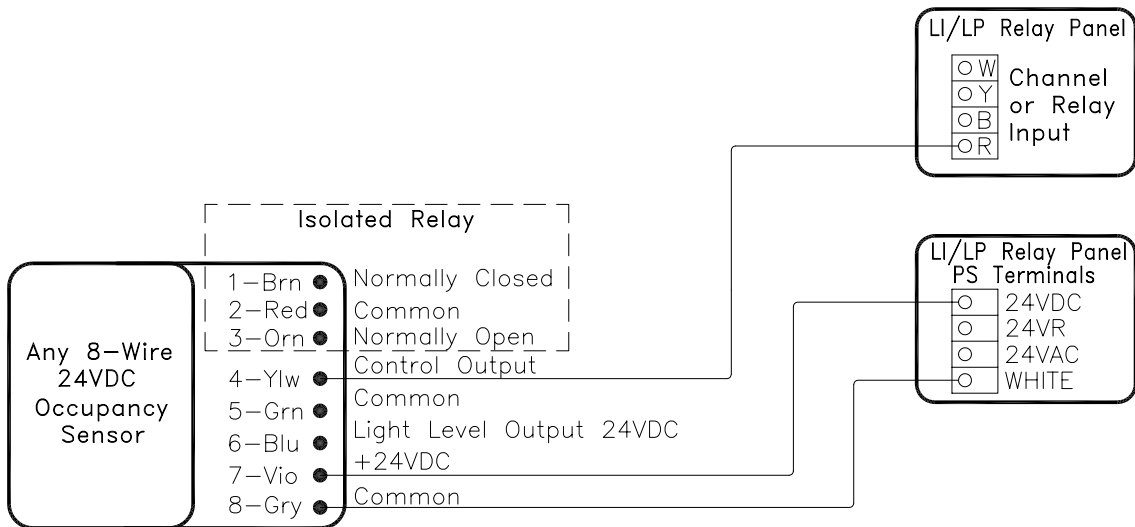 LI/LP Relay Panel
W
Y
B
R
Channel
or Relay
Input
Isolated Relay
1-Brn Normally Closed
2-Red Common
3-Orn Normally Open
4-Ylw Control Output
5-Grn Common
6-Blu Light Level Output 24VDC
7-Vio +24VDC
8-Gry Common
Any 8-Wire
24VDC
Occupancy
Sensor
LI/LP Relay Panel
PS Terminals
24VDC
24VR
24VAC
WHITE